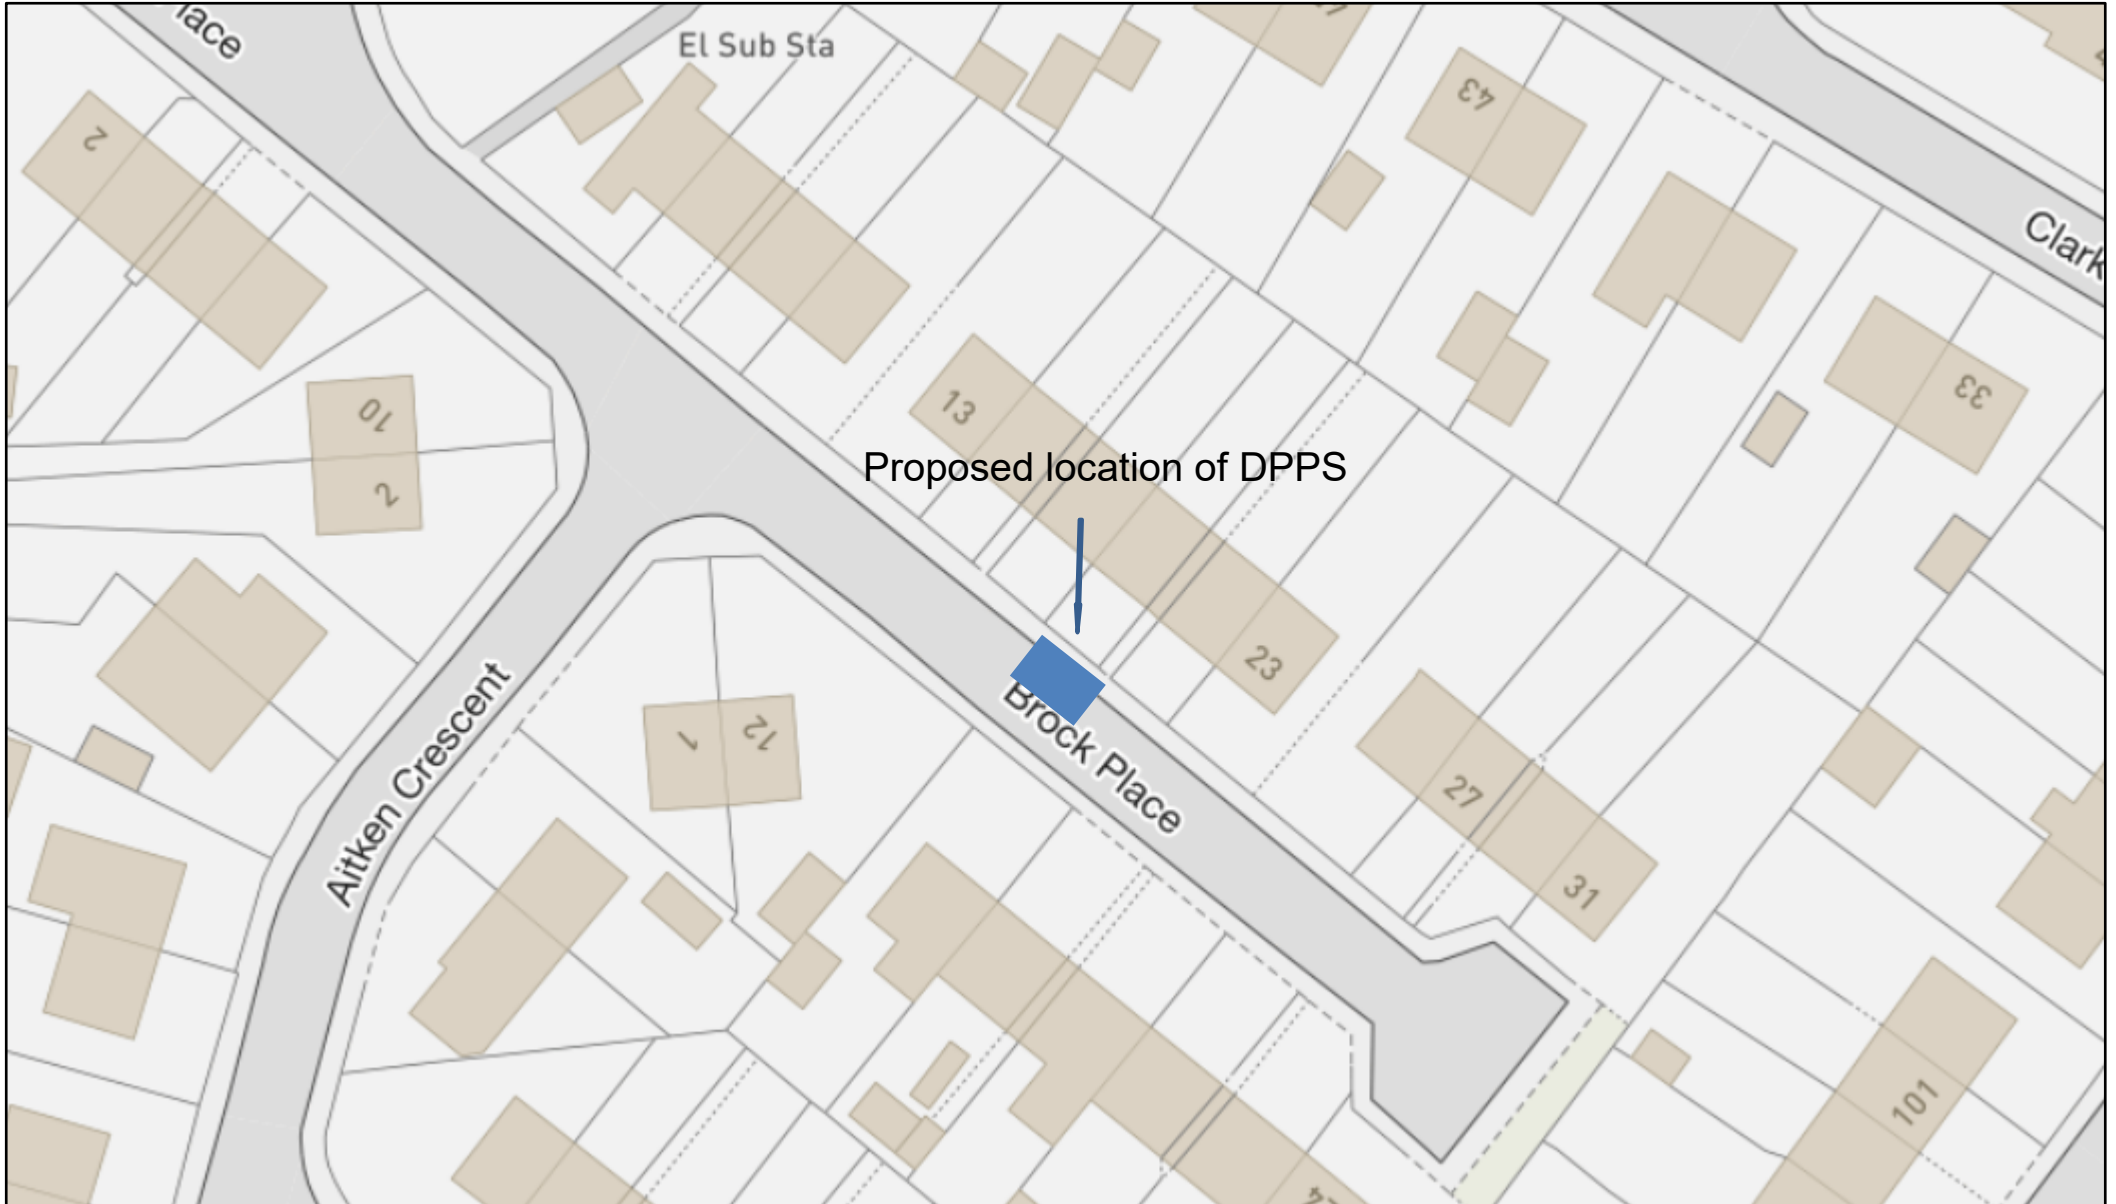 Place
El Sub Sta
43
2
Clark
33
10
13
2
Proposed location of DPPS
23
Brock Place
1
12
Aitken Crescent
27
31
101